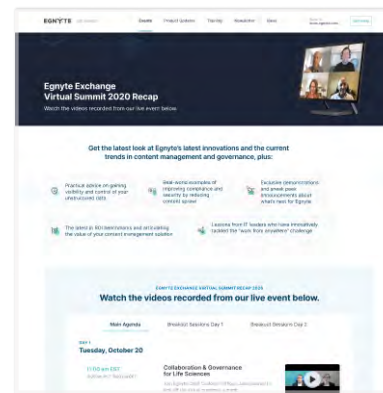 EGNYTE
Events Product Updates Training Newsletter
Egnyte Exchange
Virtual Summit 2020 Recap
Watch the videos recorded from our live event below.
Get the latest look at Egnyte's latest innovations and the current
trends in content management and governance, plus:
Practical advice on gaining
visibility and control of your
unstructured data
Real-world examples of
improving compliance and
security by reducing
content sprawl
Exclusive demonstrations
and sneak peek
announcements about
what's next for Egnyte
The latest in ROI benchmarks and articulating
the value of your content management solution
Lessons from IT leaders who have innovatively
tackled the "work from anywhere" challenge
EGNYTE EXCHANGE VIRTUAL SUMMIT RECAP 2020
Watch the videos recorded from our live event below.
Main Agenda Breakout Sessions Day 1 Breakout Sessions Day 2
DAY 1
Tuesday, October 20
11:00 am EST
Collaboration & Governance
for Life Sciences